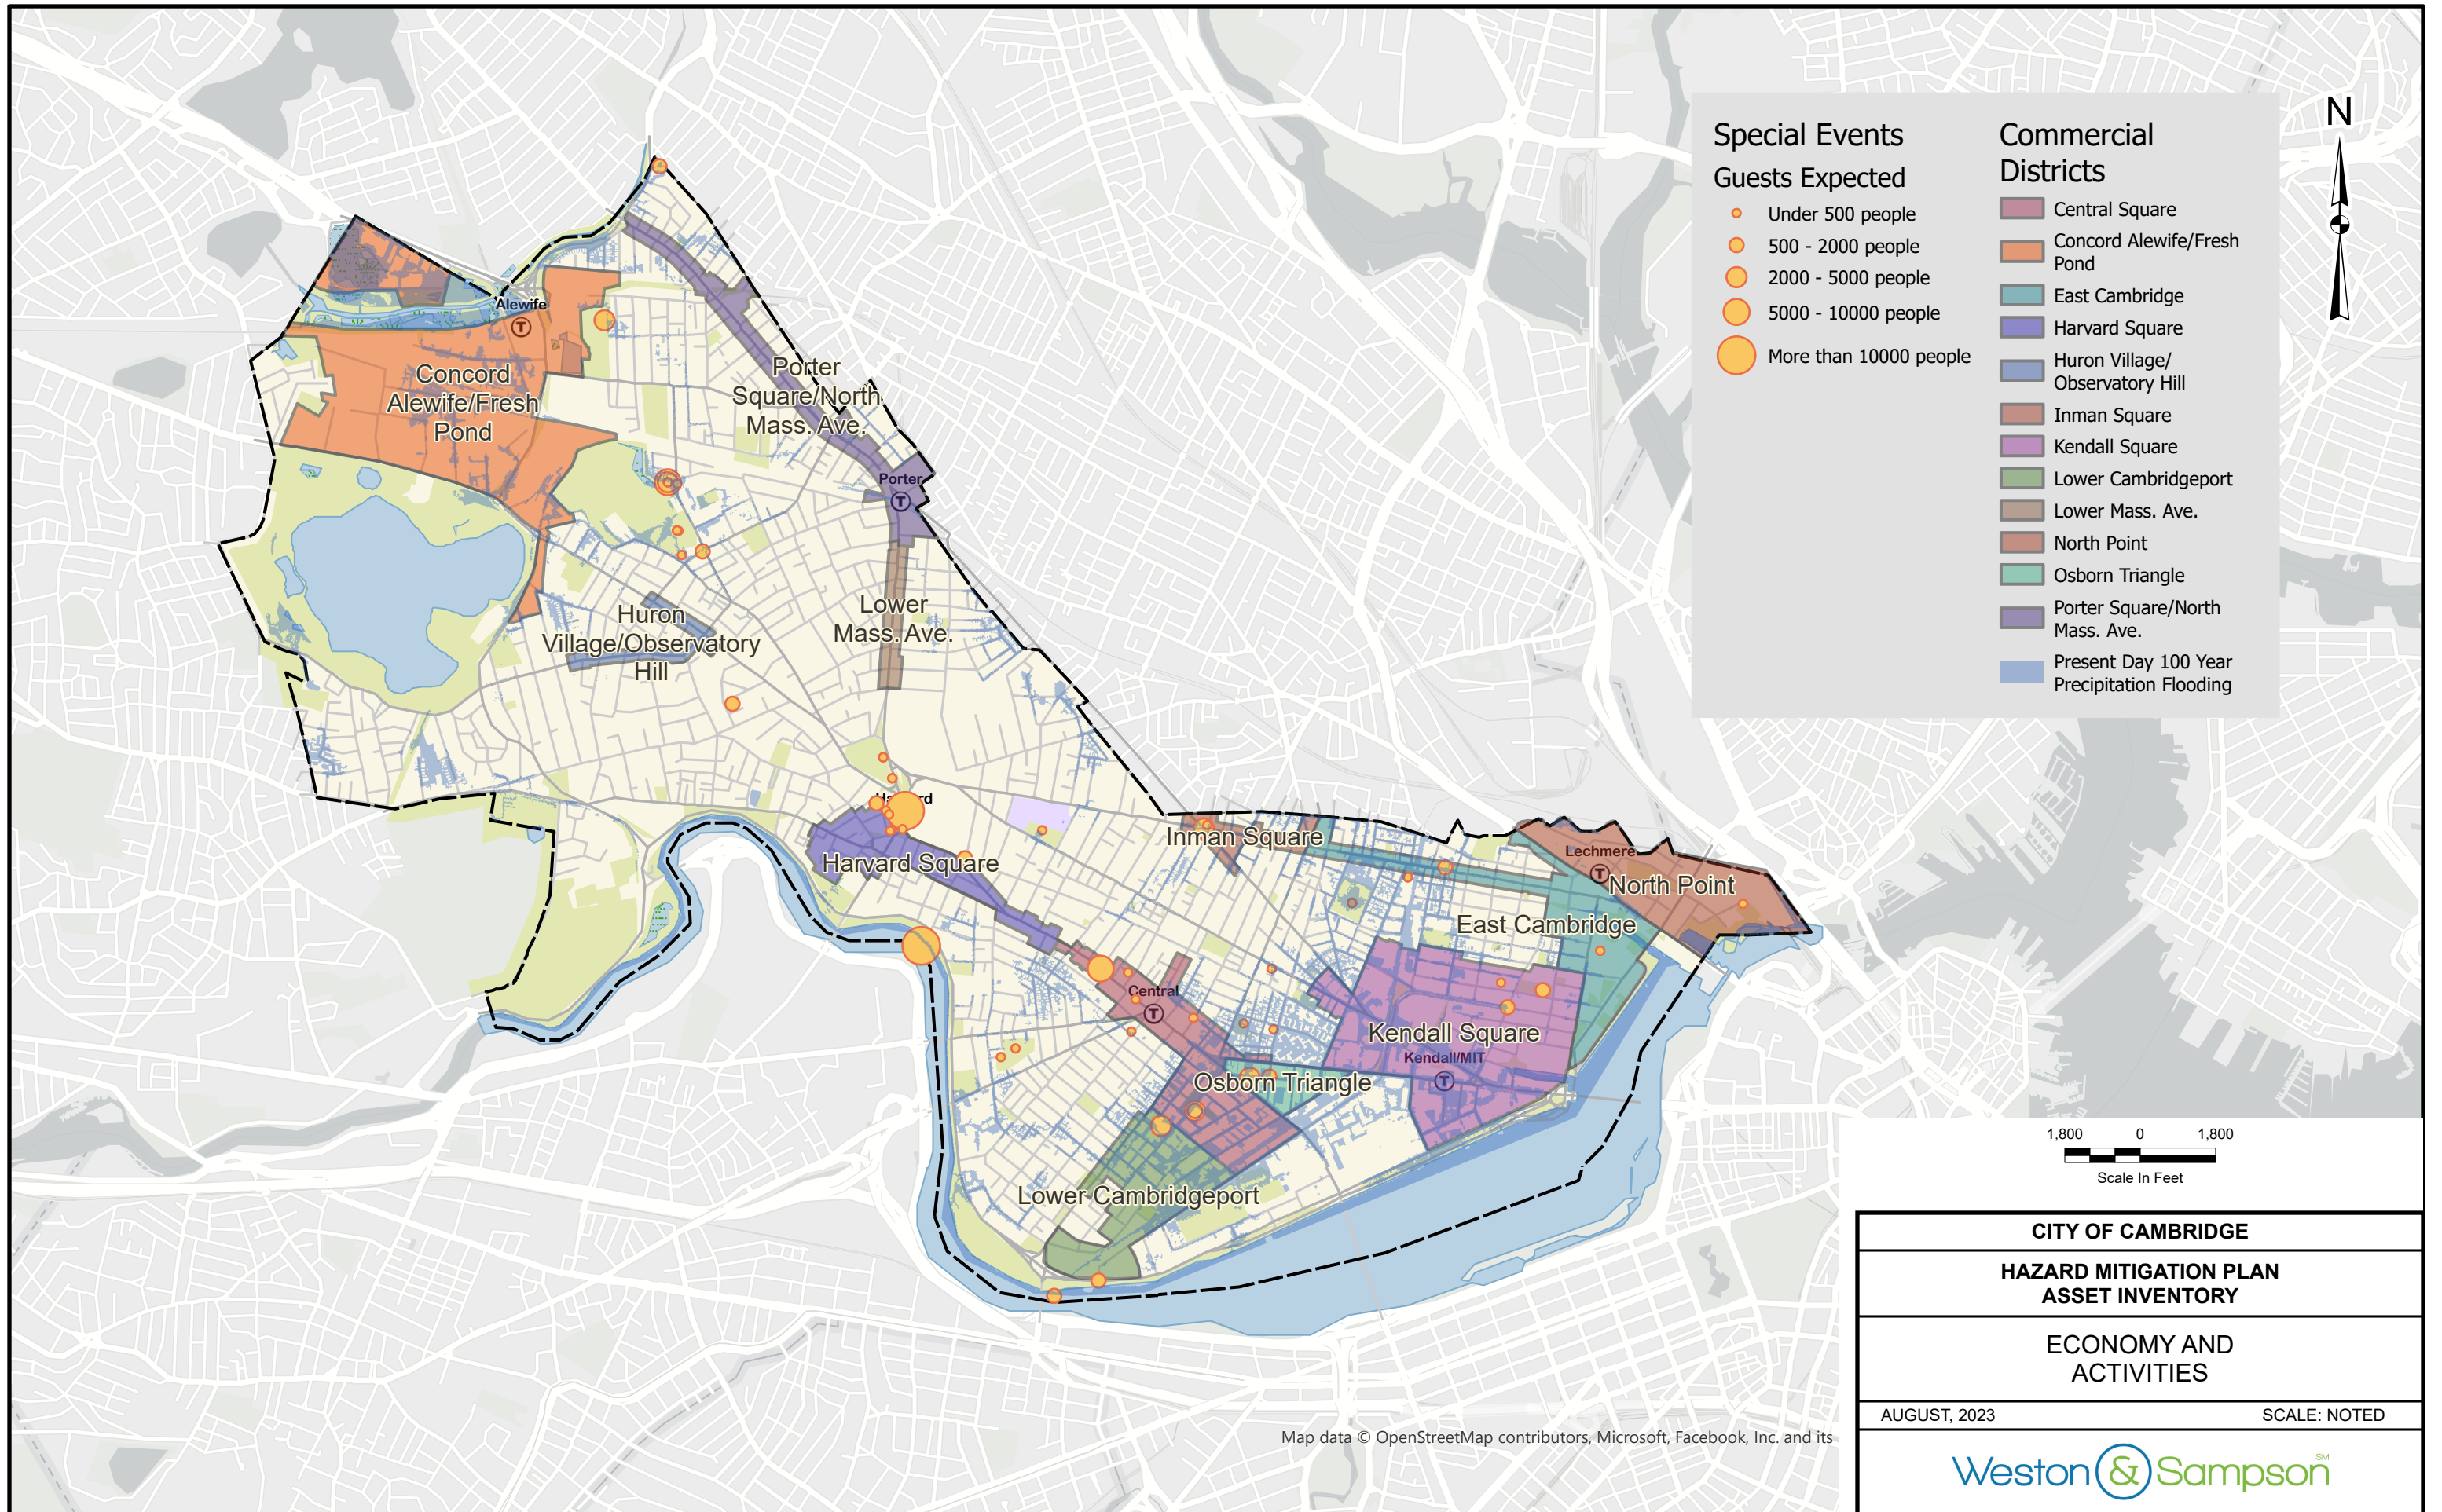 Special Events
Guests Expected
Under 500 people
500 - 2000 people
2000 - 5000 people
5000 - 10000 people
More than 10000 people
Commercial
Districts
Central Square
Concord Alewife/Fresh
Pond
East Cambridge
Harvard Square
Huron Village/
Observatory Hill
Inman Square
Kendall Square
Lower Cambridgeport
Lower Mass. Ave.
North Point
Osborn Triangle
Porter Square/North
Mass. Ave.
Present Day 100 Year
Precipitation Flooding
N
Alewife
T
Concord
Alewife/Fresh
Pond
Porter
Square/North
Mass. Ave.
Porter
T
Huron
Village/Observatory
Hill
Lower
Mass. Ave.
Harvard Square
Inman Square
Lechmere
T
North Point
East Cambridge
Central
T
Kendall Square
Kendall/MIT
T
Osborn Triangle
Lower Cambridgeport
1,800 0 1,800
Scale In Feet
CITY OF CAMBRIDGE
HAZARD MITIGATION PLAN
ASSET INVENTORY
ECONOMY AND
ACTIVITIES
AUGUST, 2023 SCALE: NOTED
Map data © OpenStreetMap contributors, Microsoft, Facebook, Inc. and its
Weston & Sampson SM